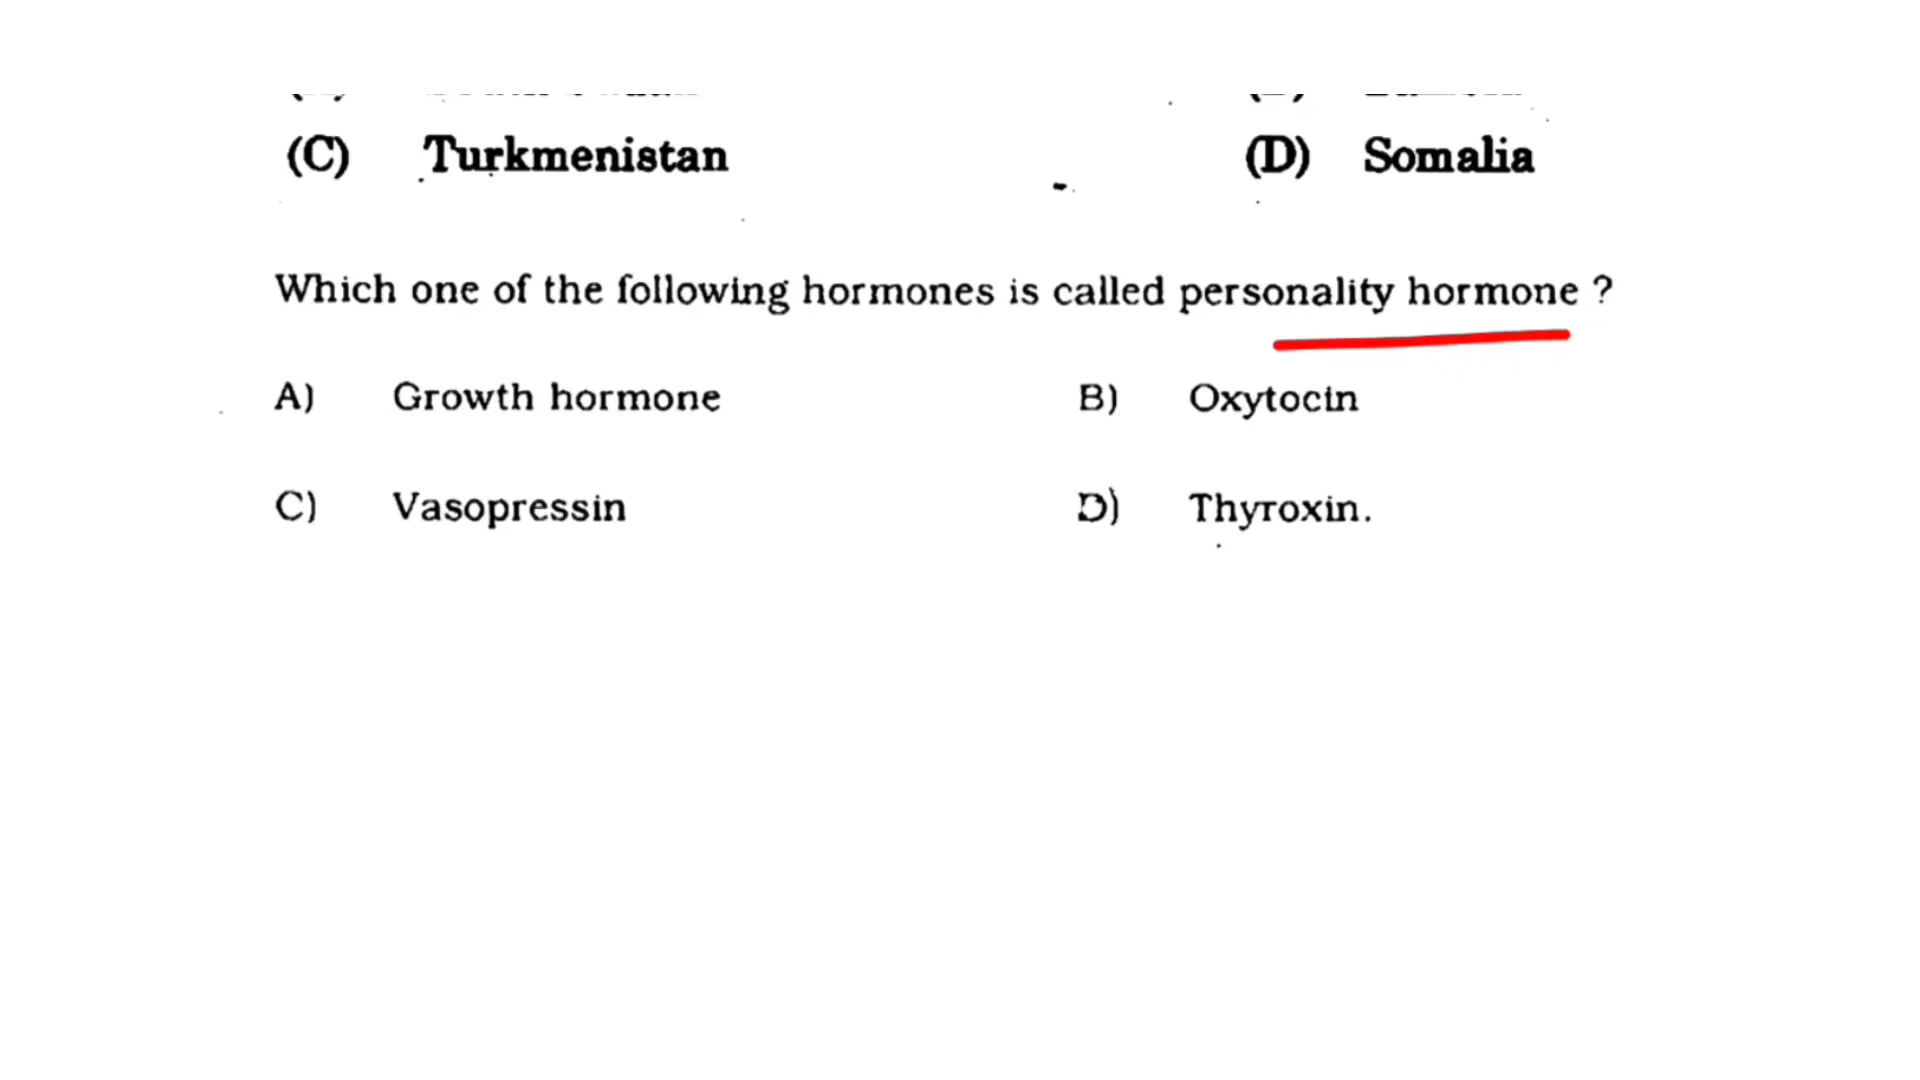 (C) Turkmenistan (D) Somalia
Which one of the following hormones is called personality hormone ?
A) Growth hormone B) Oxytocin
C) Vasopressin D) Thyroxin.